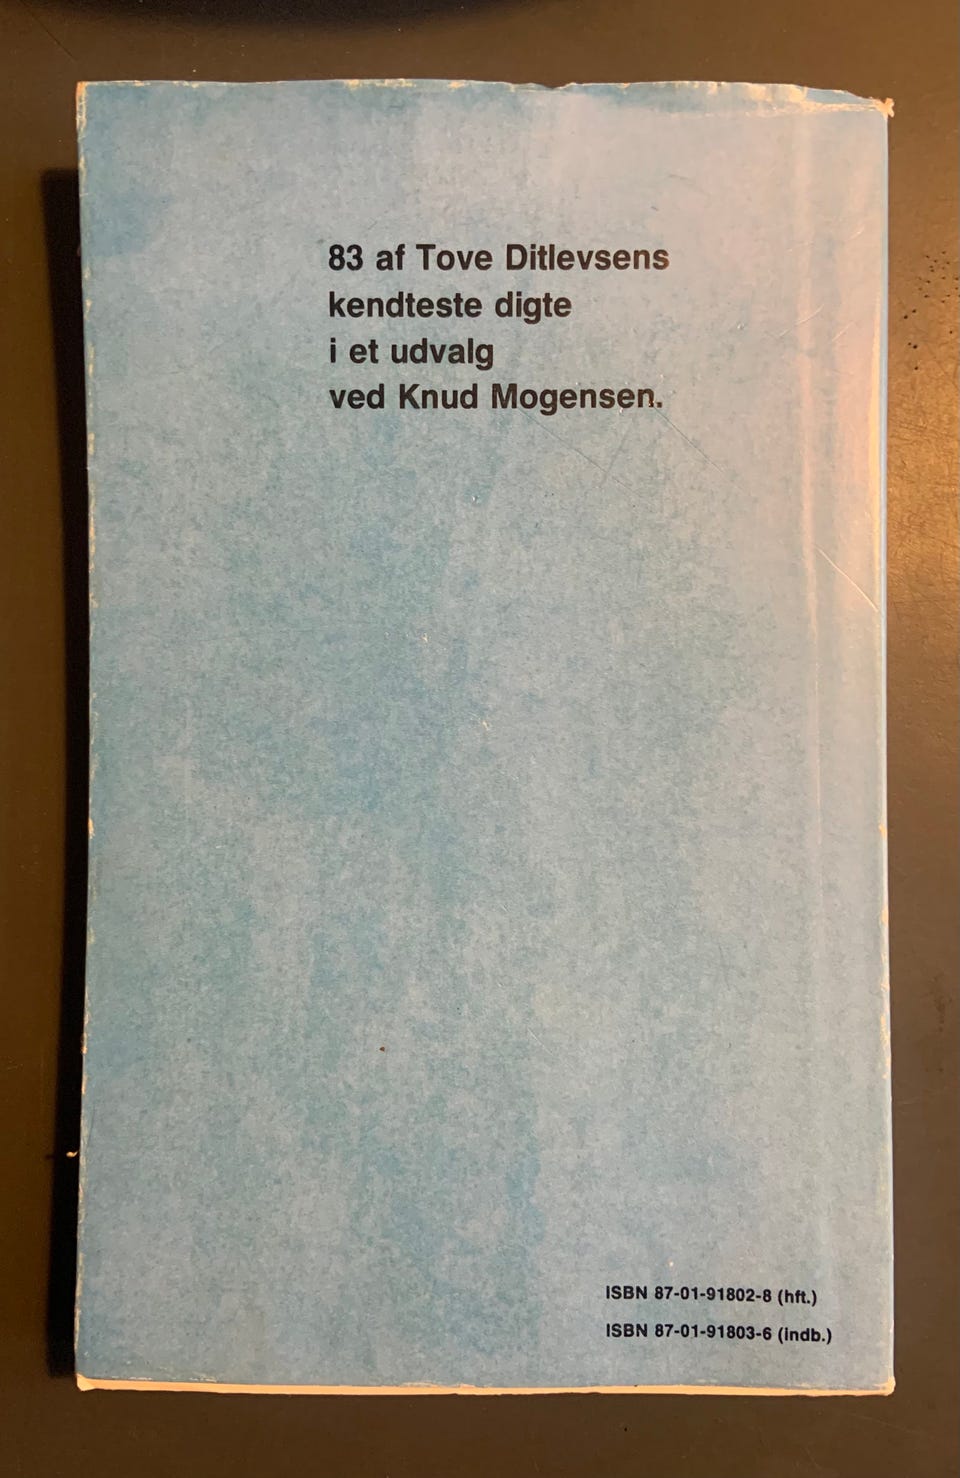 83 af Tove Ditlevsens
kendteste digte
i et udvalg
ved Knud Mogensen.
ISBN 87-01-91802-8 (hft.)
ISBN 87-01-91803-6 (indb.)